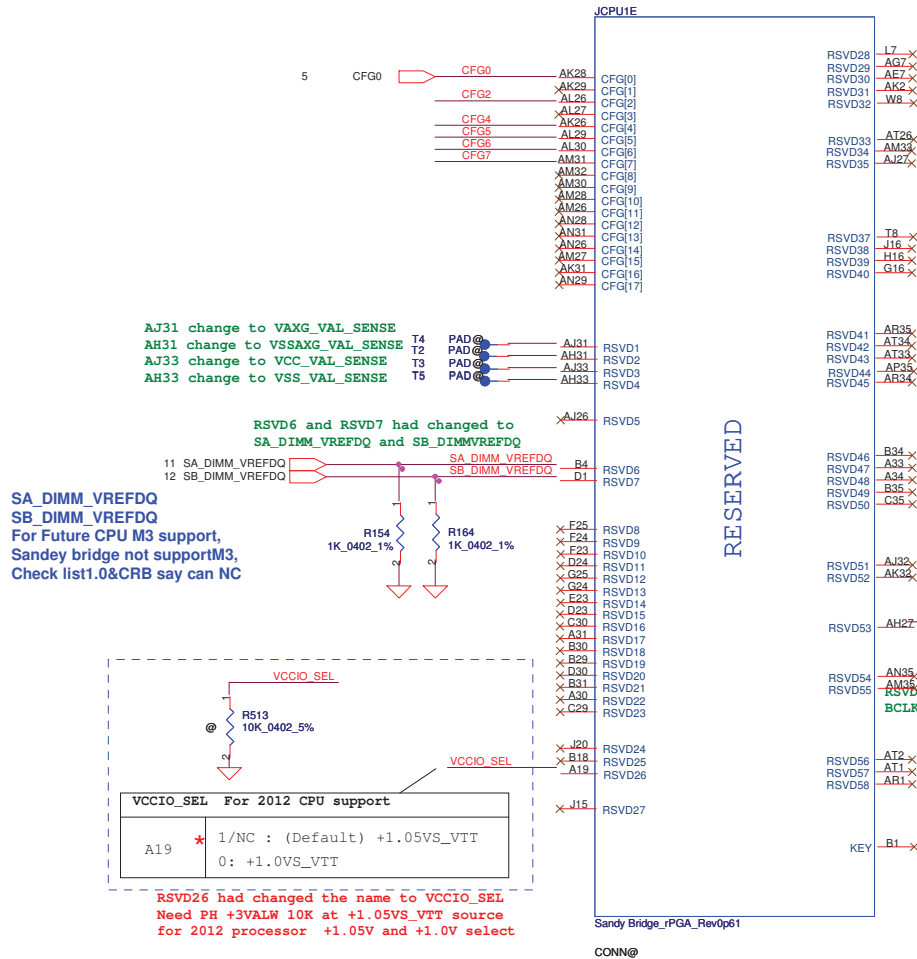 JCPU1E
5 CFG0 CFG0 AK28 CFG[0]
AK29 CFG[1]
CFG2 AL26 CFG[2]
AL27 CFG[3]
CFG4 AK26 CFG[4]
CFG5 AL29 CFG[5]
CFG6 AL30 CFG[6]
CFG7 AM31 CFG[7]
AM32 CFG[8]
AM30 CFG[9]
AM28 CFG[10]
AM26 CFG[11]
AN28 CFG[12]
AN31 CFG[13]
AN26 CFG[14]
AM27 CFG[15]
AK31 CFG[16]
AN29 CFG[17]
AJ31 change to VAXG_VAL_SENSE
AH31 change to VSSAXG_VAL_SENSE
AJ33 change to VCC_VAL_SENSE
AH33 change to VSS_VAL_SENSE
T4 PAD@ AJ31 RSVD1
T2 PAD@ AH31 RSVD2
T3 PAD@ AJ33 RSVD3
T5 PAD@ AH33 RSVD4
AJ26 RSVD5
RSVD6 and RSVD7 had changed to
SA_DIMM_VREFDQ and SB_DIMMVREFDQ
11 SA_DIMM_VREFDQ SA_DIMM_VREFDQ B4 RSVD6
12 SB_DIMM_VREFDQ SB_DIMM_VREFDQ D1 RSVD7
SA_DIMM_VREFDQ
SB_DIMM_VREFDQ
For Future CPU M3 support,
Sandey bridge not supportM3,
Check list1.0&CRB say can NC
1 R154 1K_0402_1% 2
1 R164 1K_0402_1% 2
F25 RSVD8
F24 RSVD9
F23 RSVD10
D24 RSVD11
G25 RSVD12
G24 RSVD13
E23 RSVD14
D23 RSVD15
C30 RSVD16
A31 RSVD17
B30 RSVD18
B29 RSVD19
D30 RSVD20
B31 RSVD21
A30 RSVD22
C29 RSVD23
J20 RSVD24
B18 RSVD25
VCCIO_SEL A19 RSVD26
J15 RSVD27
VCCIO_SEL
1 R513 10K_0402_5% 2
@
VCCIO_SEL For 2012 CPU support
A19 * 1/NC : (Default) +1.05VS_VTT
0: +1.0VS_VTT
RSVD26 had changed the name to VCCIO_SEL
Need PH +3VALW 10K at +1.05VS_VTT source
for 2012 processor +1.05V and +1.0V select
RESERVED
RSVD28 L7
RSVD29 AG7
RSVD30 AE7
RSVD31 AK2
RSVD32 W8
RSVD33 AT26
RSVD34 AM33
RSVD35 AJ27
RSVD37 T8
RSVD38 J16
RSVD39 H16
RSVD40 G16
RSVD41 AR35
RSVD42 AT34
RSVD43 AT33
RSVD44 AP35
RSVD45 AR34
RSVD46 B34
RSVD47 A33
RSVD48 A34
RSVD49 B35
RSVD50 C35
RSVD51 AJ32
RSVD52 AK32
RSVD53 AH27
RSVD54 AN35
RSVD55 AM35
RSVD
BCLK
RSVD56 AT2
RSVD57 AT1
RSVD58 AR1
KEY B1
Sandy Bridge_rPGA_Rev0p61
CONN@